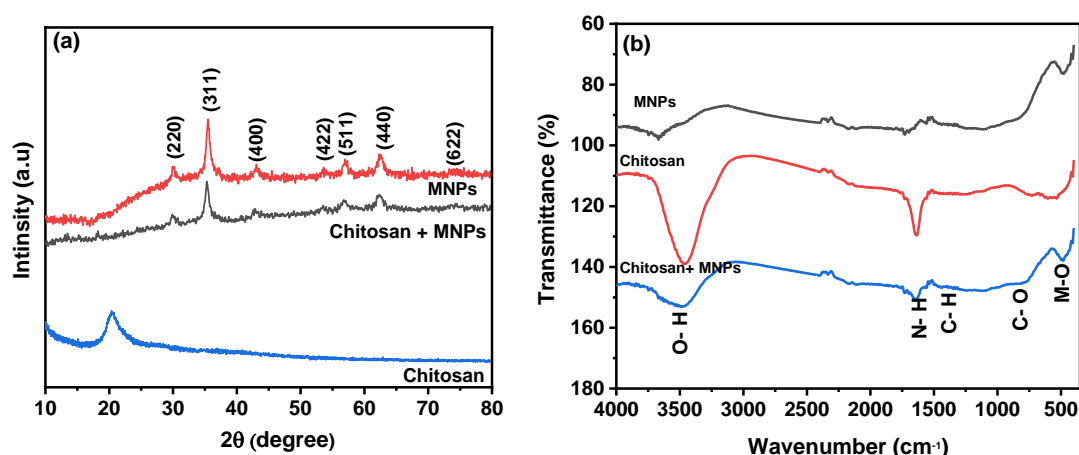 (a)
(220)
(311)
(400)
(422)
(511)
(440)
(622)
MNPs
Chitosan + MNPs
Chitosan
Intinsity (a.u)
10 20 30 40 50 60 70 80
2θ (degree)
(b)
60
80
100
120
140
160
180
Transmittance (%)
MNPs
Chitosan
Chitosan+ MNPs
O- H
N- H
C- H
C- O
M-O
4000 3500 3000 2500 2000 1500 1000 500
Wavenumber (cm-1)